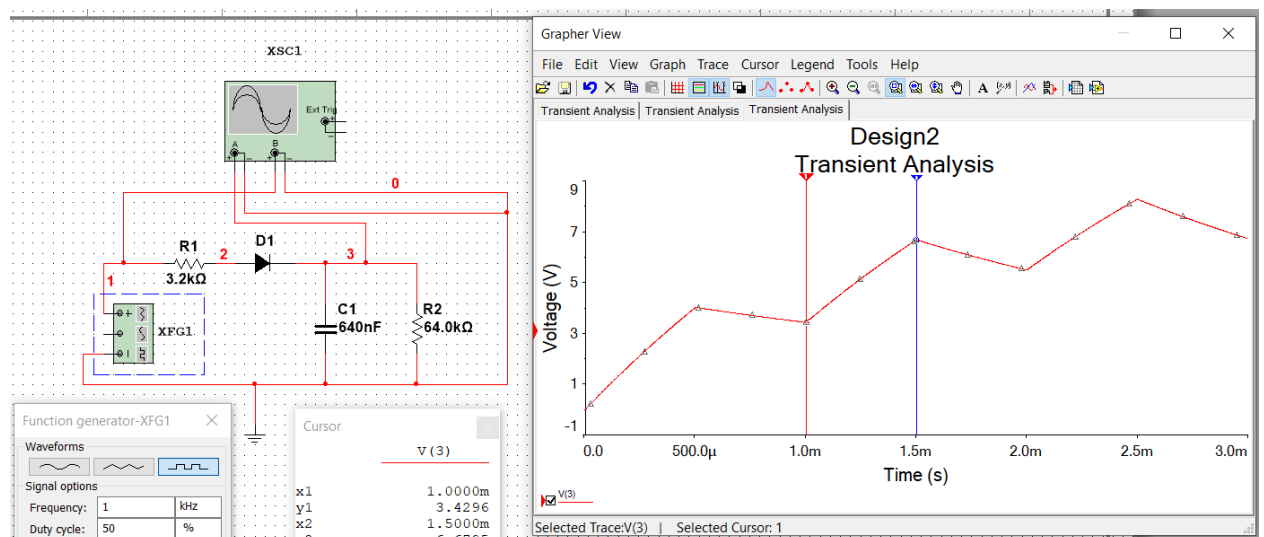 XSC1
Ext Trig
A
B
0
R1
2
D1
3
3.2kΩ
1
XFG1
C1
640nF
R2
64.0kΩ
Function generator-XFG1
Waveforms
Signal options
Frequency: 1 kHz
Duty cycle: 50 %
Cursor
V(3)
x1 1.0000m
y1 3.4296
x2 1.5000m
Grapher View
File Edit View Graph Trace Cursor Legend Tools Help
Transient Analysis Transient Analysis Transient Analysis
Design2
Transient Analysis
1
9
7
5
3
1
-1
Voltage (V)
0.0 500.0µ 1.0m 1.5m 2.0m 2.5m 3.0m
Time (s)
V(3)
Selected Trace:V(3) | Selected Cursor: 1